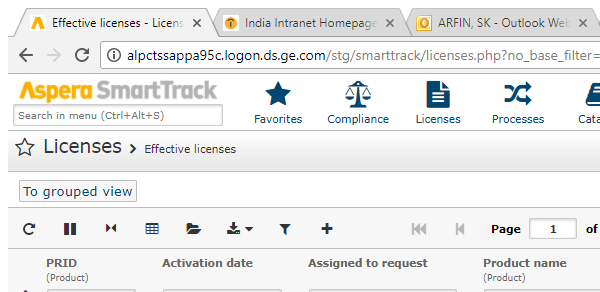 Effective licenses - Licens
India Intranet Homepage
ARFIN, SK - Outlook Web
alpctssappa95c.logon.ds.ge.com/stg/smarttrack/licenses.php?no_base_filter=
Aspera SmartTrack
Search in menu (Ctrl+Alt+S)
Favorites
Compliance
Licenses
Processes
Cata
Licenses > Effective licenses
To grouped view
Page 1 of
PRID
(Product)
Activation date
Assigned to request
Product name
(Product)